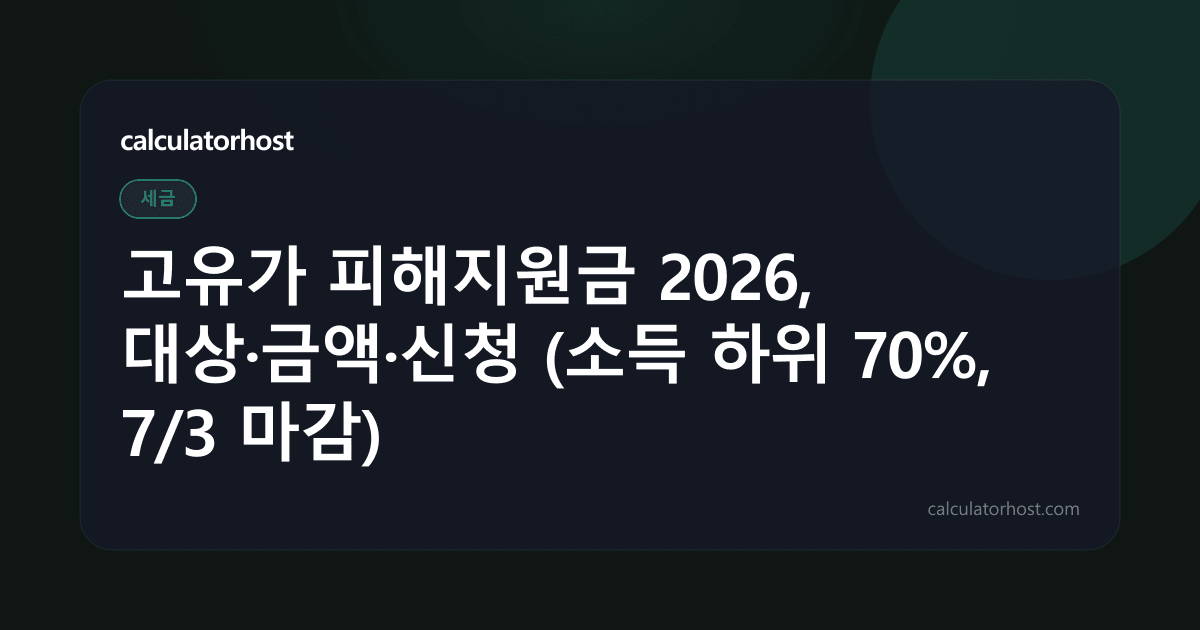 calculatorhost
세금
고유가 피해지원금 2026,
대상·금액·신청 (소득 하위 70%,
7/3 마감)
calculatorhost.com